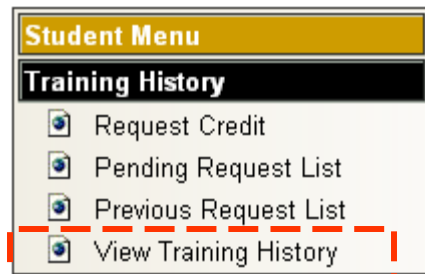 Student Menu
Training History
Request Credit
Pending Request List
Previous Request List
View Training History